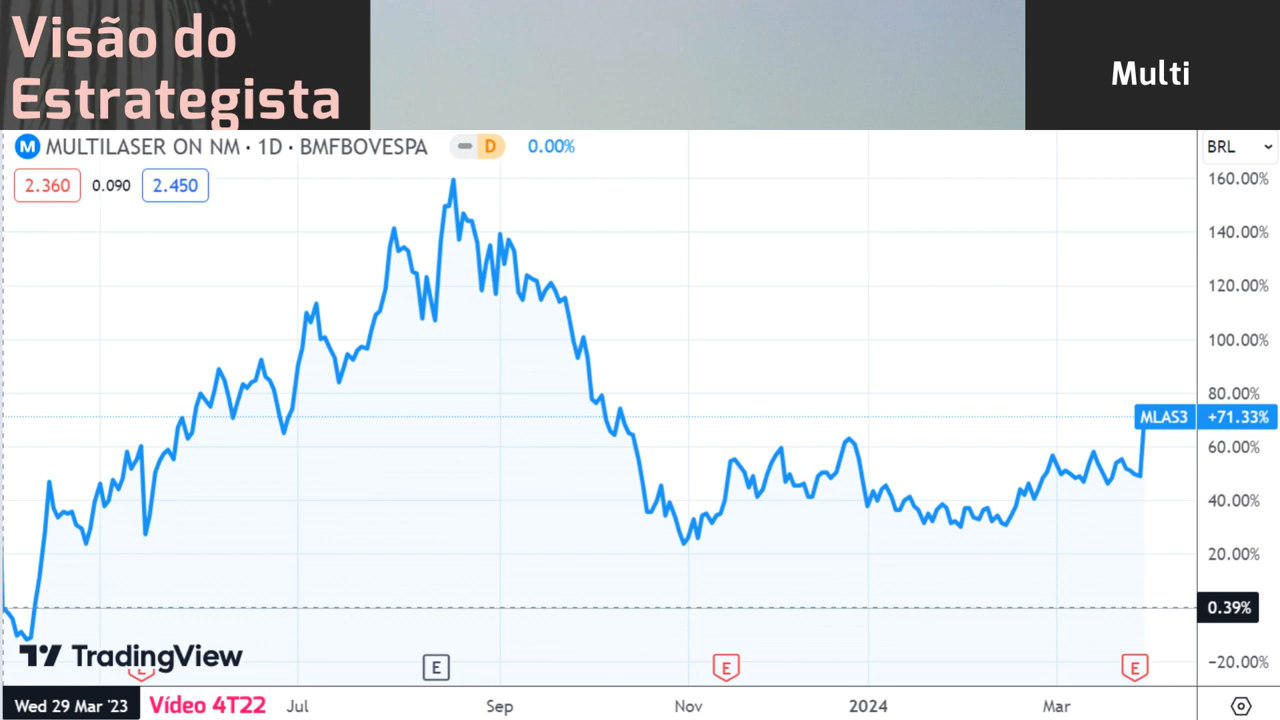 Visão do
Estrategista
Multi
M MULTILASER ON NM · 1D · BMFBOVESPA D 0.00%
BRL
2.360 0.090 2.450
160.00%
140.00%
120.00%
100.00%
80.00%
MLAS3 +71.33%
60.00%
40.00%
20.00%
0.39%
TradingView
E E E
−20.00%
Wed 29 Mar '23 Vídeo 4T22 Jul Sep Nov 2024 Mar